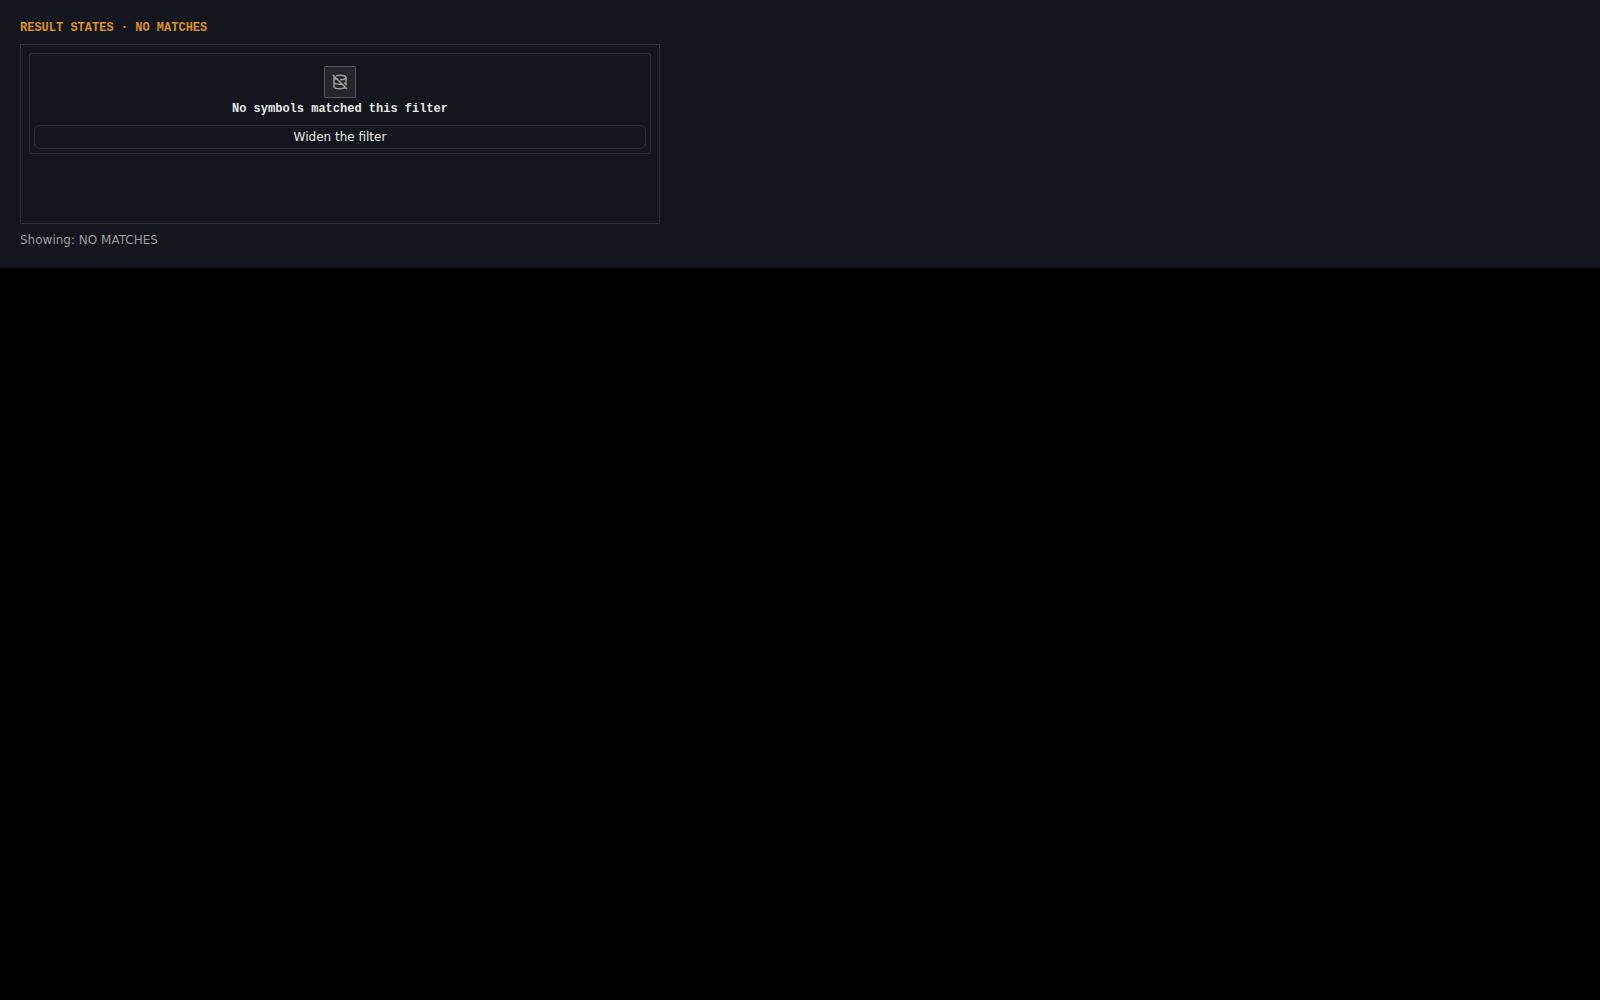 RESULT STATES · NO MATCHES
No symbols matched this filter
Widen the filter
Showing: NO MATCHES